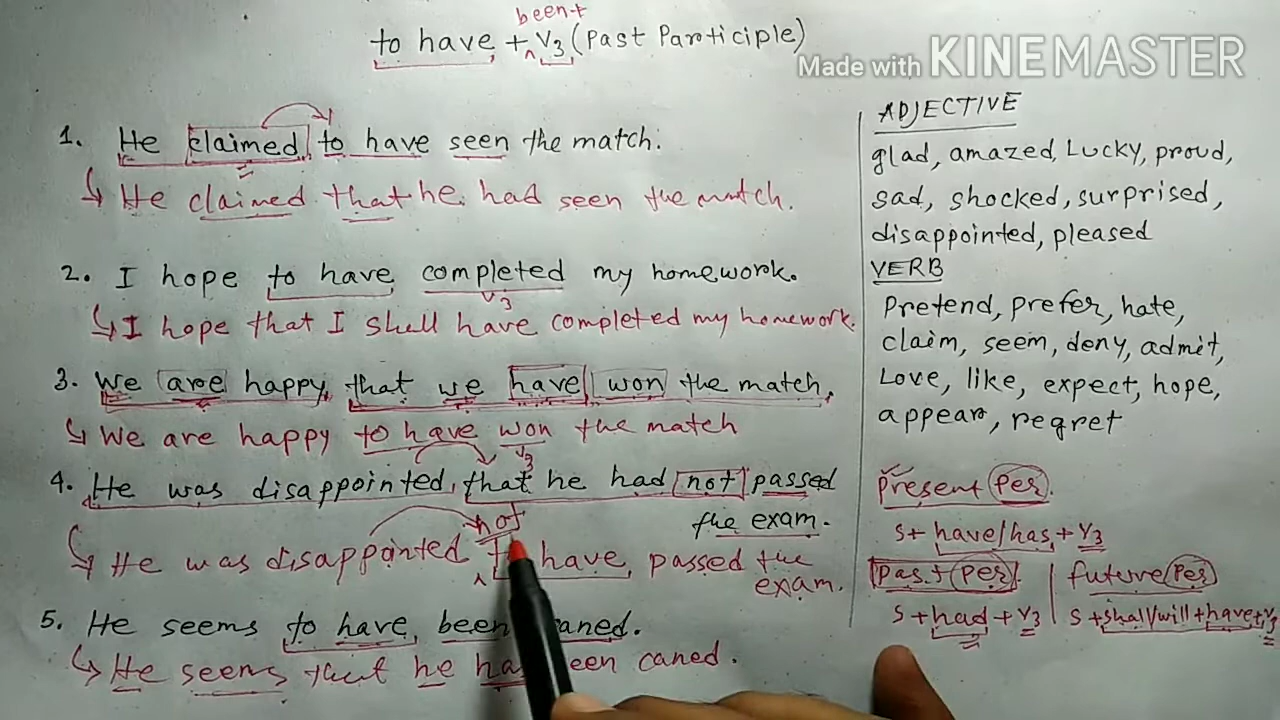 been+
to have + V3 (Past Participle)
Made with KINEMASTER
1. He claimed to have seen the match.
He claimed that he had seen the match.
2. I hope to have completed my homework.
V3
I hope that I shall have completed my homework.
3. We are happy, that we have won the match,
We are happy to have won the match
V3
4. He was disappointed, that he had not passed
the exam.
not
He was disappointed have passed the
exam.
5. He seems to have been caned.
He seems that he been caned.
ADJECTIVE
glad, amazed, Lucky, proud,
sad, shocked, surprised,
disappointed, pleased
VERB
Pretend, prefer, hate,
claim, seem, deny, admit,
Love, like, expect, hope,
appear, regret
Present Per.
S+ have/has + V3
Past Per.
S + had + V3
future Per
S + shall/will + have + V3